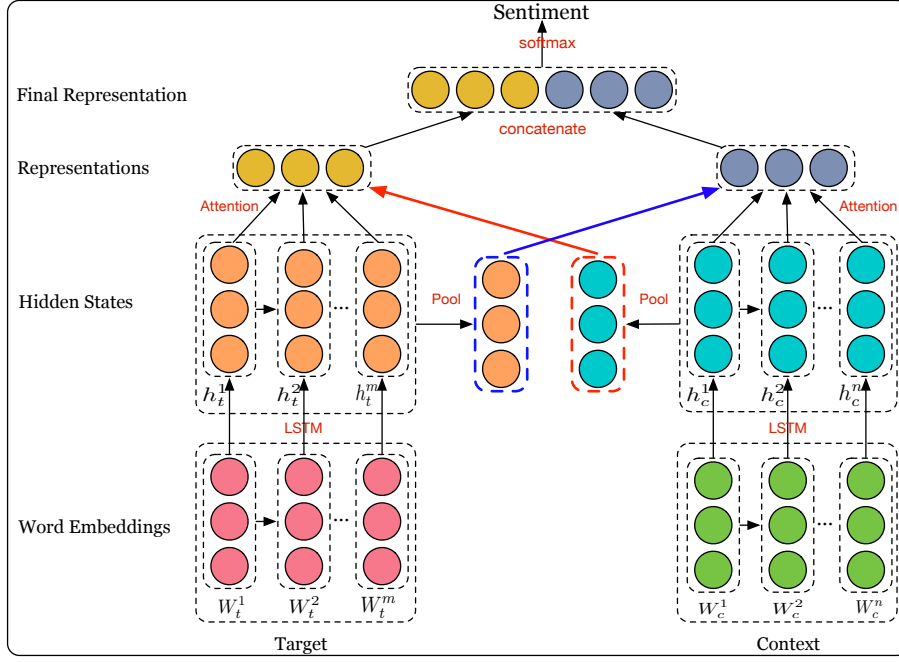 Sentiment
softmax
Final Representation
concatenate
Representations
Attention
Attention
Hidden States
Pool
Pool
h_t^1 h_t^2 h_t^m
h_c^1 h_c^2 h_c^n
LSTM
LSTM
...
...
Word Embeddings
...
...
W_t^1 W_t^2 W_t^m
W_c^1 W_c^2 W_c^n
Target
Context